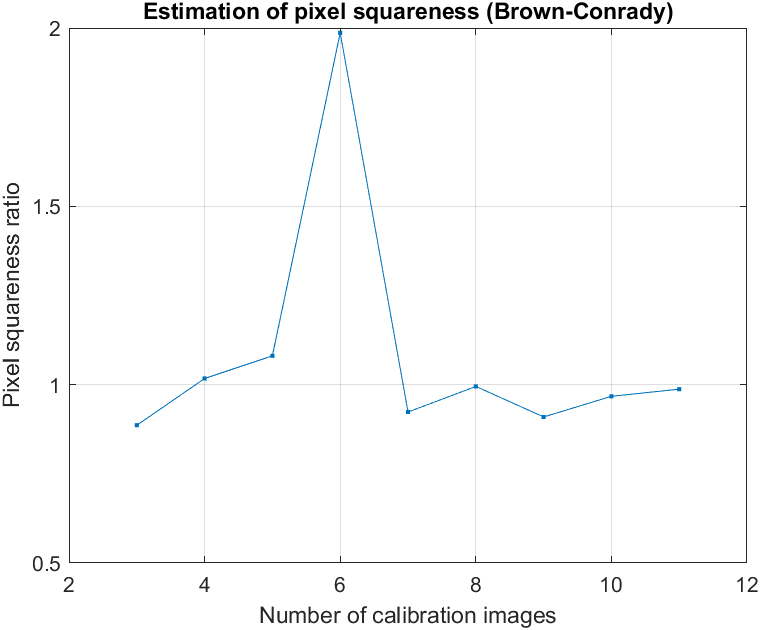 Estimation of pixel squareness (Brown-Conrady)
2
1.5
1
0.5
Pixel squareness ratio
2 4 6 8 10 12
Number of calibration images